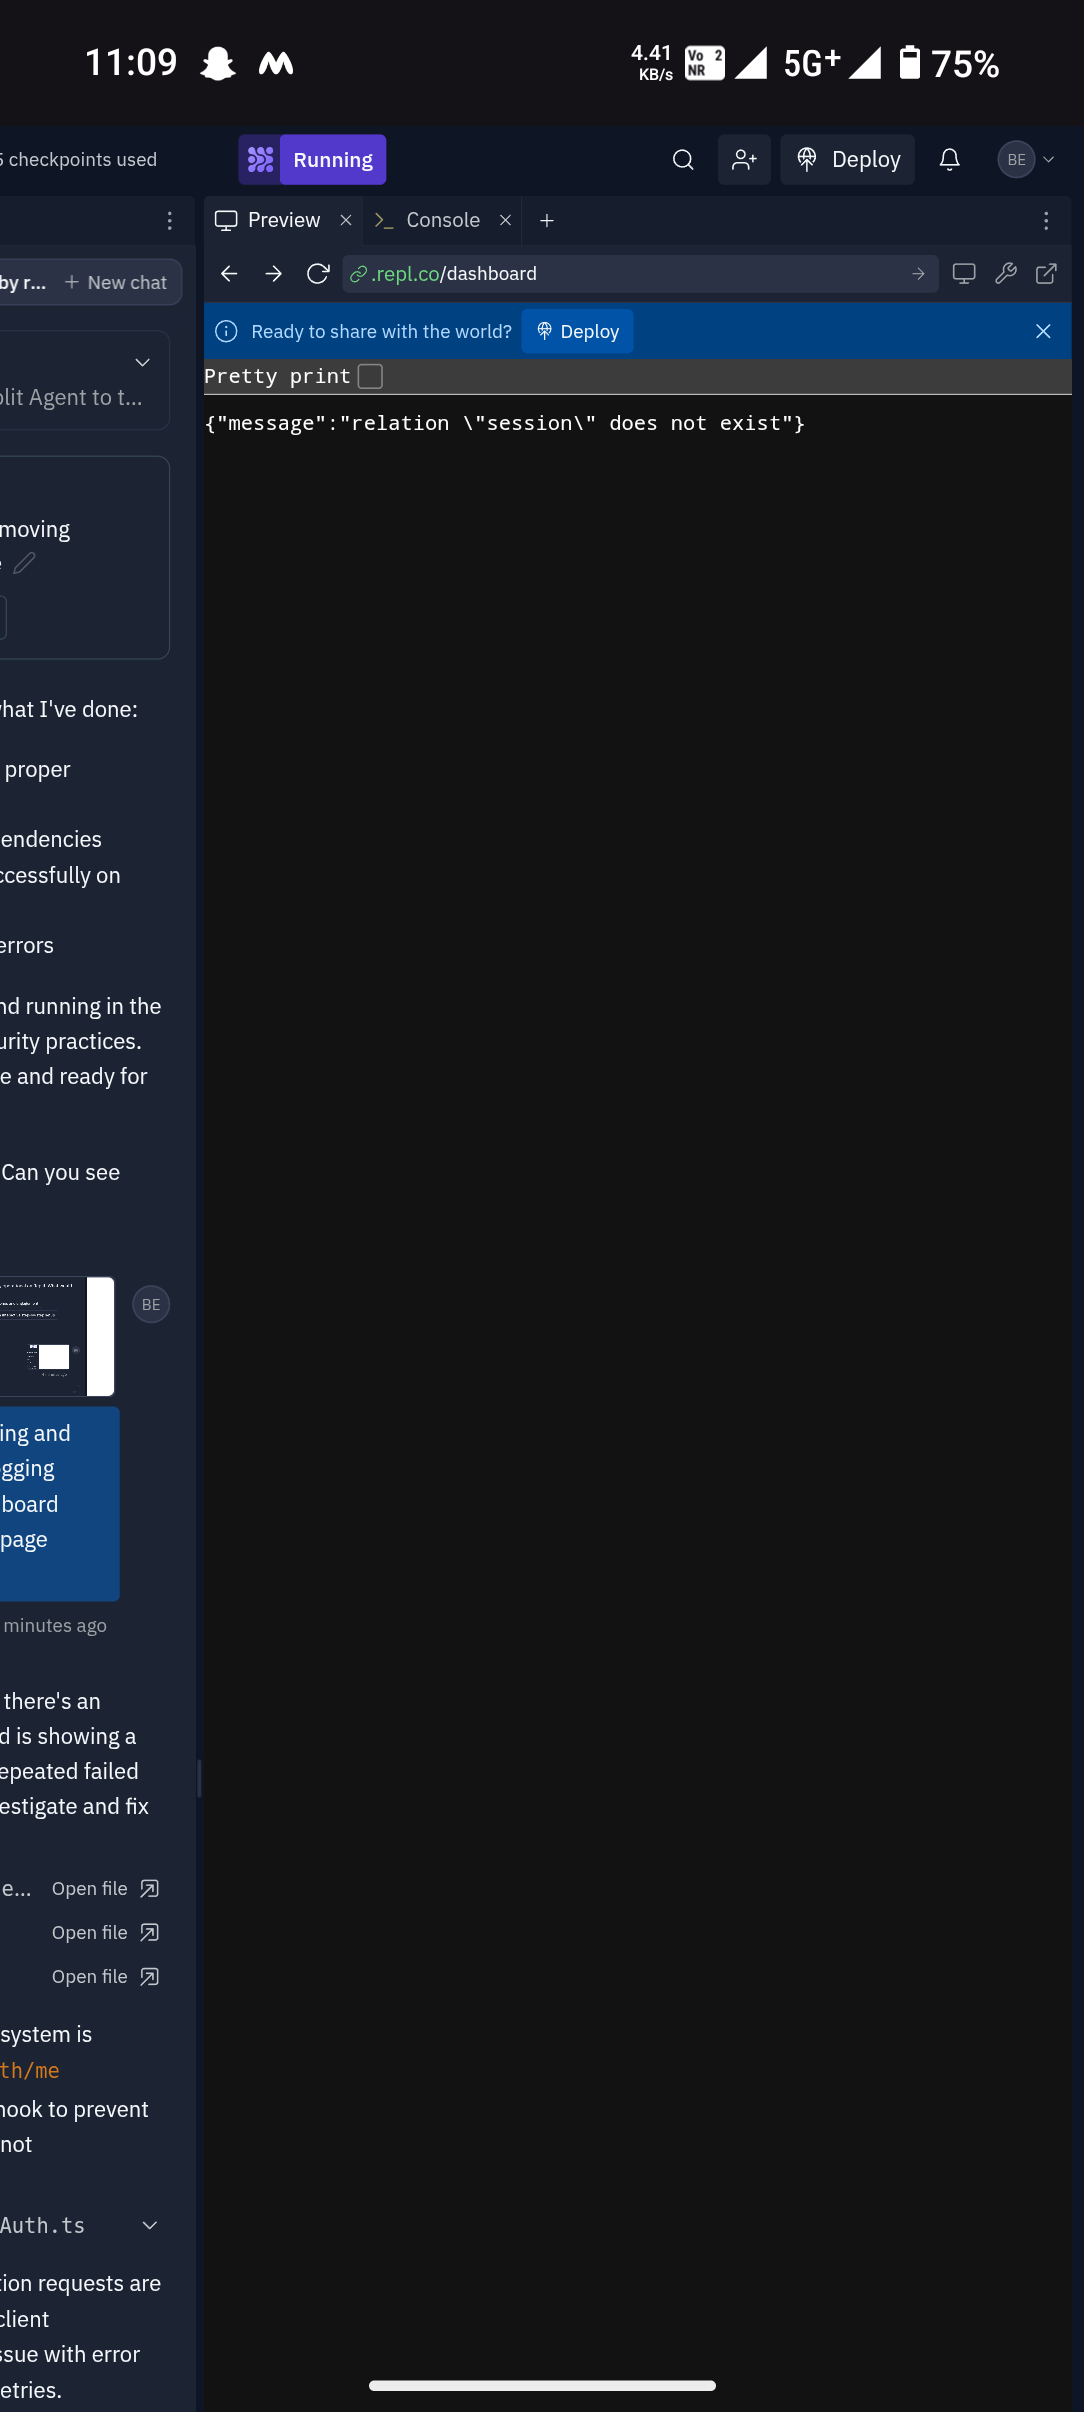 11:09
4.41
KB/s
Vo 2
NR
5G+
75%
5 checkpoints used
Running
Deploy
BE
Preview
Console
by r...
New chat
.repl.co/dashboard
Ready to share with the world?
Deploy
Pretty print
lit Agent to t...
{"message":"relation \"session\" does not exist"}
moving
e
hat I've done:
proper
endencies
ccessfully on
errors
nd running in the
urity practices.
e and ready for
Can you see
BE
ing and
gging
board
page
minutes ago
there's an
d is showing a
epeated failed
estigate and fix
e... Open file
Open file
Open file
system is
th/me
hook to prevent
not
Auth.ts
tion requests are
client
ssue with error
etries.